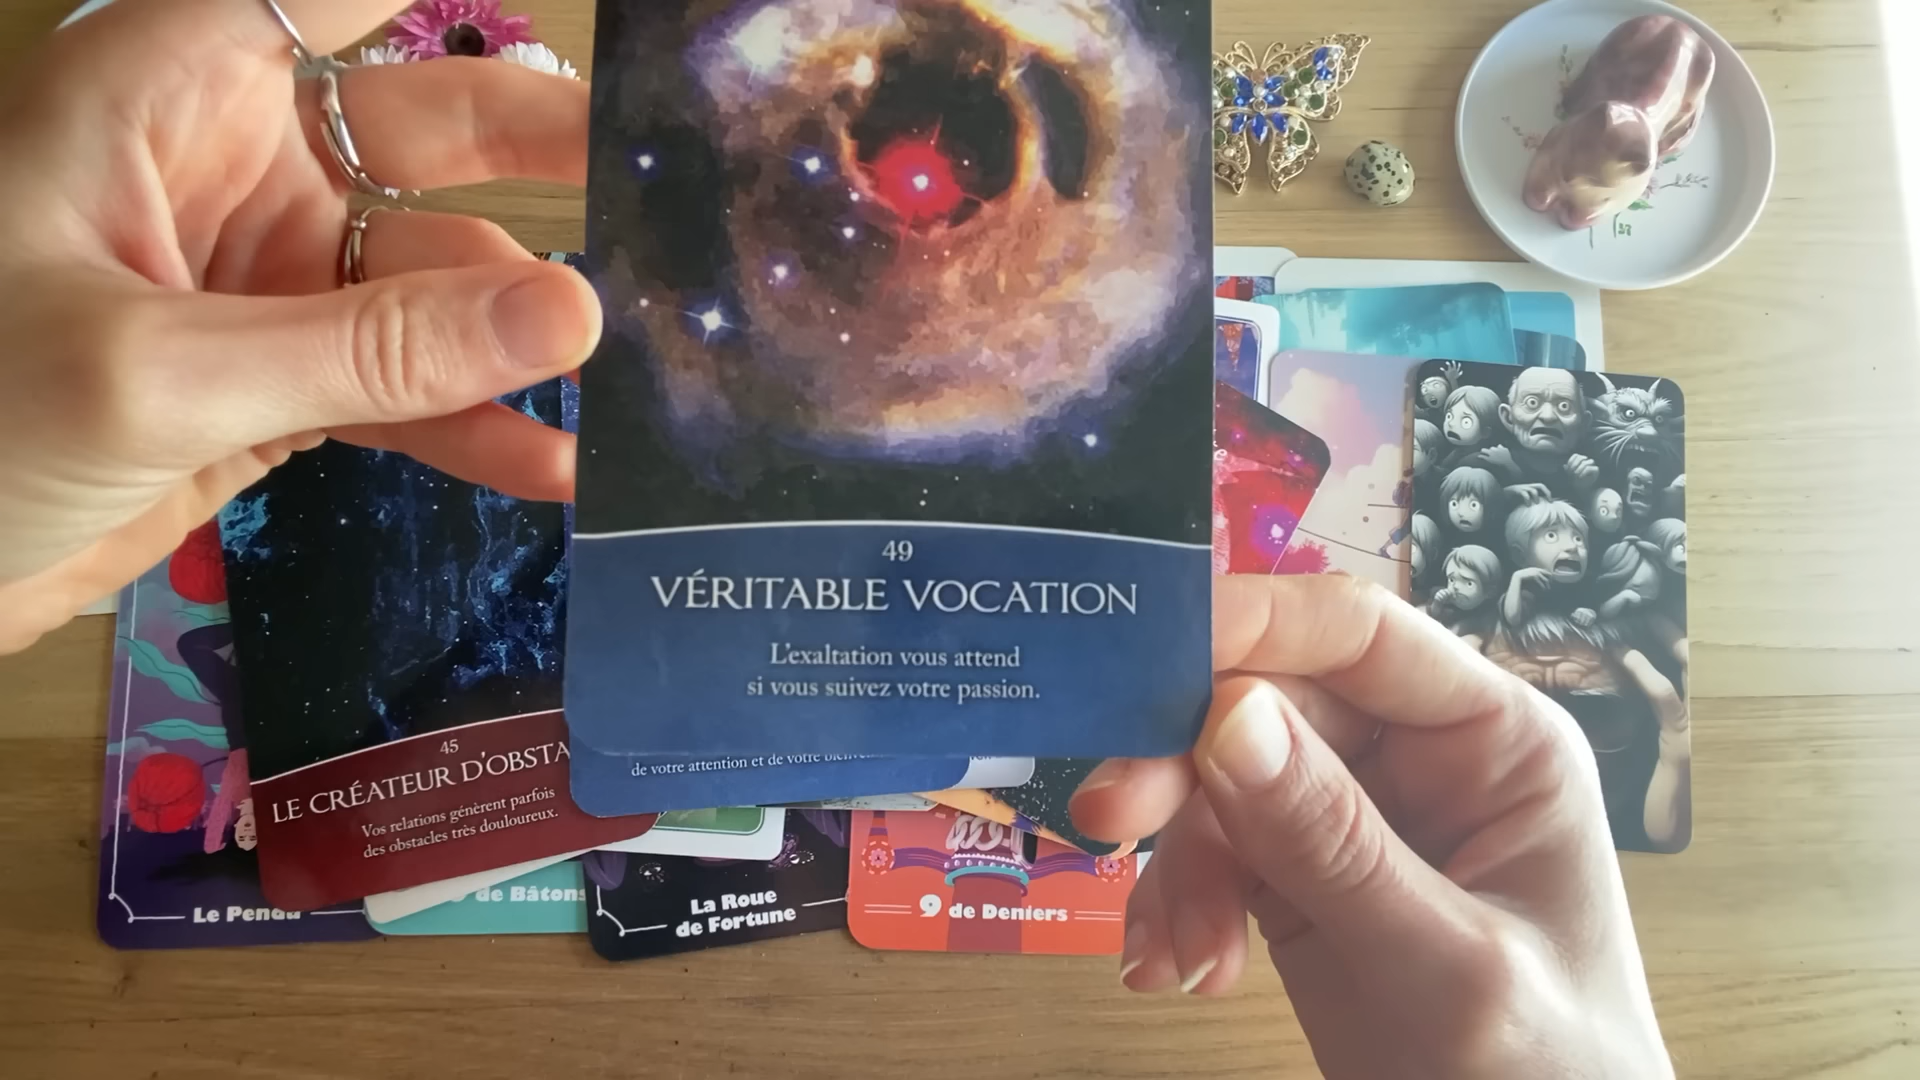 49
VÉRITABLE VOCATION
L'exaltation vous attend
si vous suivez votre passion.
de votre attention et de votre
45
LE CRÉATEUR D'OBSTA
Vos relations génèrent parfois
des obstacles très douloureux.
Le Pendu
de Bâtons
La Roue
de Fortune
9 de Deniers